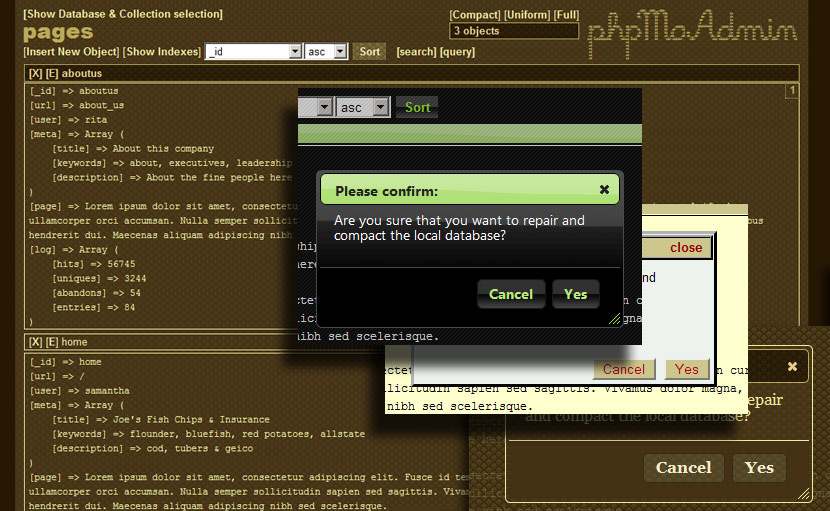 [Show Database & Collection selection]
pages
[Compact] [Uniform] [Full]
3 objects
phpMoAdmin
[Insert New Object] [Show Indexes] _id asc Sort [search] [query]
[X] [E] aboutus
1
[_id] => aboutus
[url] => about_us
[user] => rita
[meta] => Array (
[title] => About this company
[keywords] => about, executives, leadership
[description] => About the fine people here
)
[page] => Lorem ipsum dolor sit amet, consectetur
ullamcorper orci accumsan. Nulla semper sollicitudin
hendrerit dui. Maecenas aliquam adipiscing nibh
[log] => Array (
[hits] => 56745
[uniques] => 3244
[abandons] => 54
[entries] => 84
)
[X] [E] home
[_id] => home
[url] => /
[user] => samantha
[meta] => Array (
[title] => Joe's Fish Chips & Insurance
[keywords] => flounder, bluefish, red potatoes, allstate
[description] => cod, tubers & geico
)
[page] => Lorem ipsum dolor sit amet, consectetur adipiscing elit. Fusce id
ullamcorper orci accumsan. Nulla semper sollicitudin sapien sed sagittis.
hendrerit dui. Maecenas aliquam adipiscing nibh sed scelerisque.
asc Sort
Please confirm:
Are you sure that you want to repair and
compact the local database?
Cancel Yes
nibh sed scelerisque.
close
Cancel Yes
sapien sed sagittis. Vivamus dolor magna,
nibh sed scelerisque.
repair
and compact the local database?
Cancel Yes